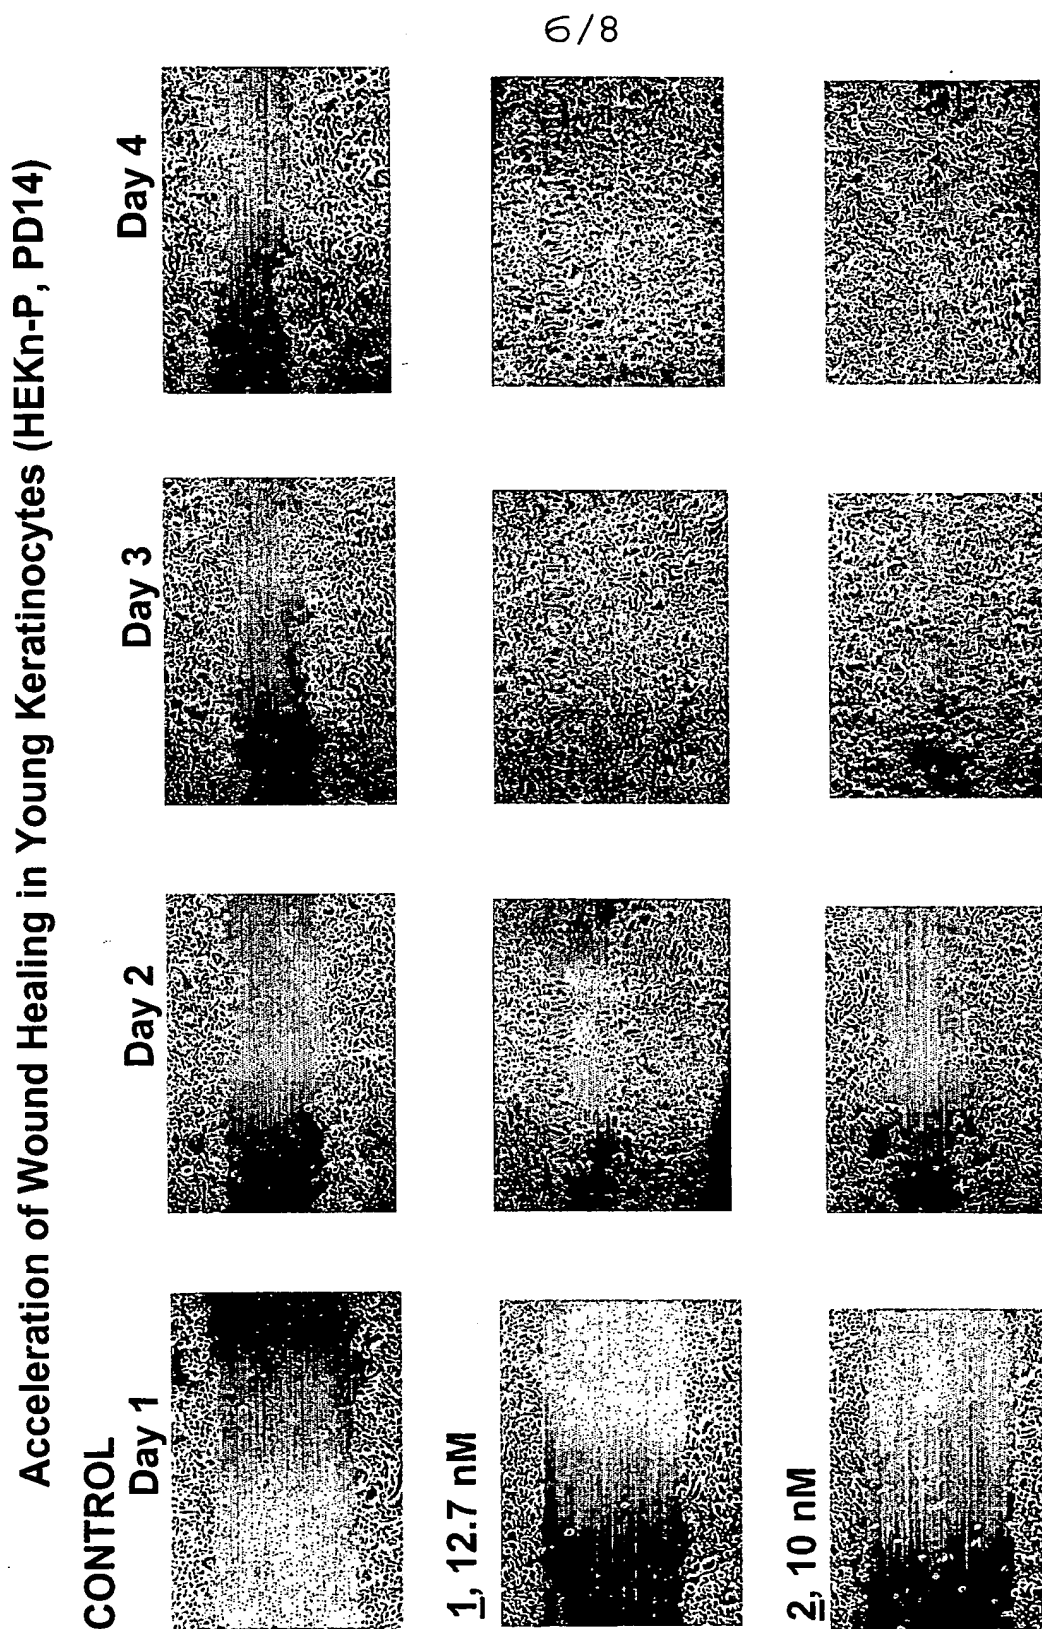 6/8
Acceleration of Wound Healing in Young Keratinocytes (HEKn-P, PD14)
CONTROL
Day 1
Day 2
Day 3
Day 4
1, 12.7 nM
2, 10 nM